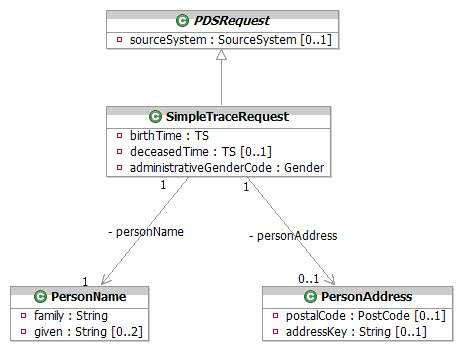 PDSRequest
sourceSystem : SourceSystem [0..1]
SimpleTraceRequest
birthTime : TS
deceasedTime : TS [0..1]
administrativeGenderCode : Gender
1 1
- personName - personAddress
1 0..1
PersonName
family : String
given : String [0..2]
PersonAddress
postalCode : PostCode [0..1]
addressKey : String [0..1]